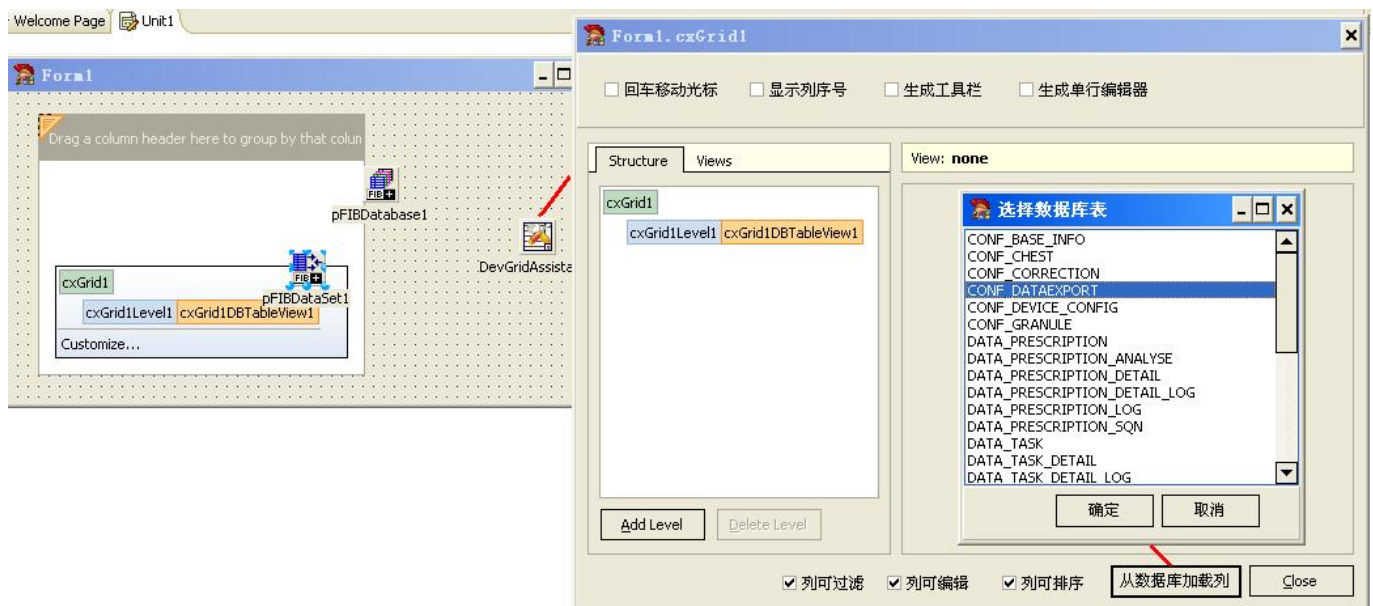 Welcome Page
Unit1
Form1
Drag a column header here to group by that colun
FIB
pFIBDatabase1
DevGridAssista
FIB
pFIBDataSet1
cxGrid1
cxGrid1Level1
cxGrid1DBTableView1
Customize...
Form1.cxGrid1
回车移动光标
显示列序号
生成工具栏
生成单行编辑器
Structure
Views
View: none
cxGrid1
cxGrid1Level1
cxGrid1DBTableView1
选择数据库表
CONF_BASE_INFO
CONF_CHEST
CONF_CORRECTION
CONF_DATAEXPORT
CONF_DEVICE_CONFIG
CONF_GRANULE
DATA_PRESCRIPTION
DATA_PRESCRIPTION_ANALYSE
DATA_PRESCRIPTION_DETAIL
DATA_PRESCRIPTION_DETAIL_LOG
DATA_PRESCRIPTION_LOG
DATA_PRESCRIPTION_SQN
DATA_TASK
DATA_TASK_DETAIL
DATA_TASK_DETAIL_LOG
确定
取消
Add Level
Delete Level
列可过滤
列可编辑
列可排序
从数据库加载列
Close